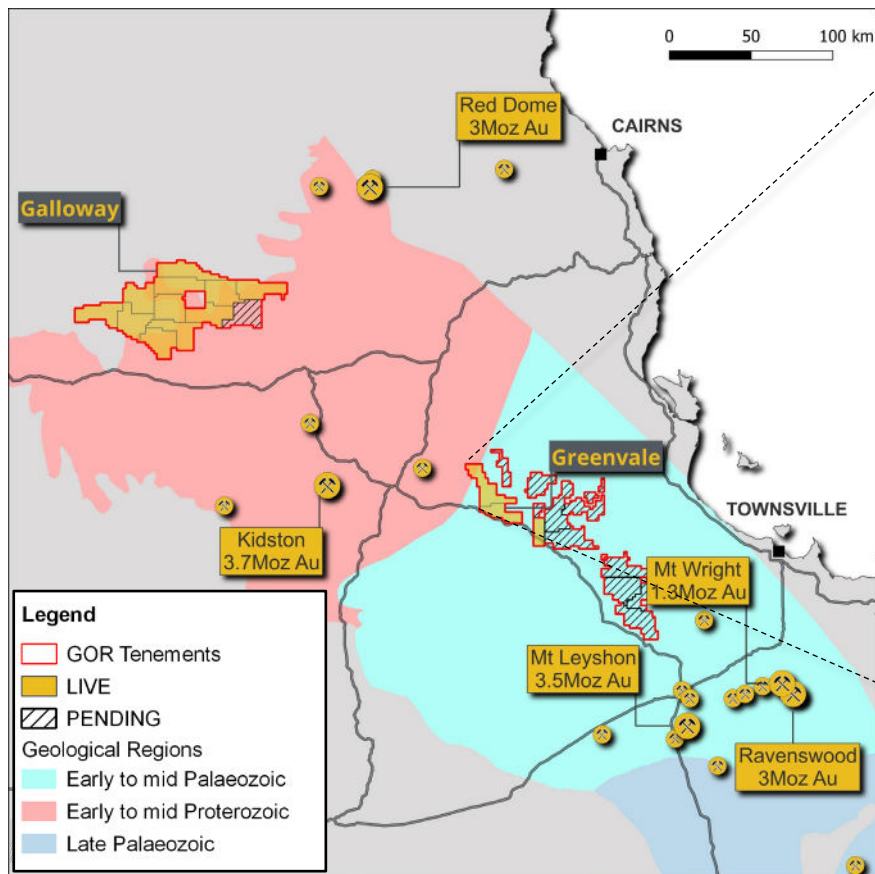 0 50 100 km
Red Dome
3Moz Au
CAIRNS
Galloway
Greenvale
TOWNSVILLE
Kidston
3.7Moz Au
Mt Wright
1.3Moz Au
Mt Leyshon
3.5Moz Au
Ravenswood
3Moz Au
Legend
GOR Tenements
LIVE
PENDING
Geological Regions
Early to mid Palaeozoic
Early to mid Proterozoic
Late Palaeozoic